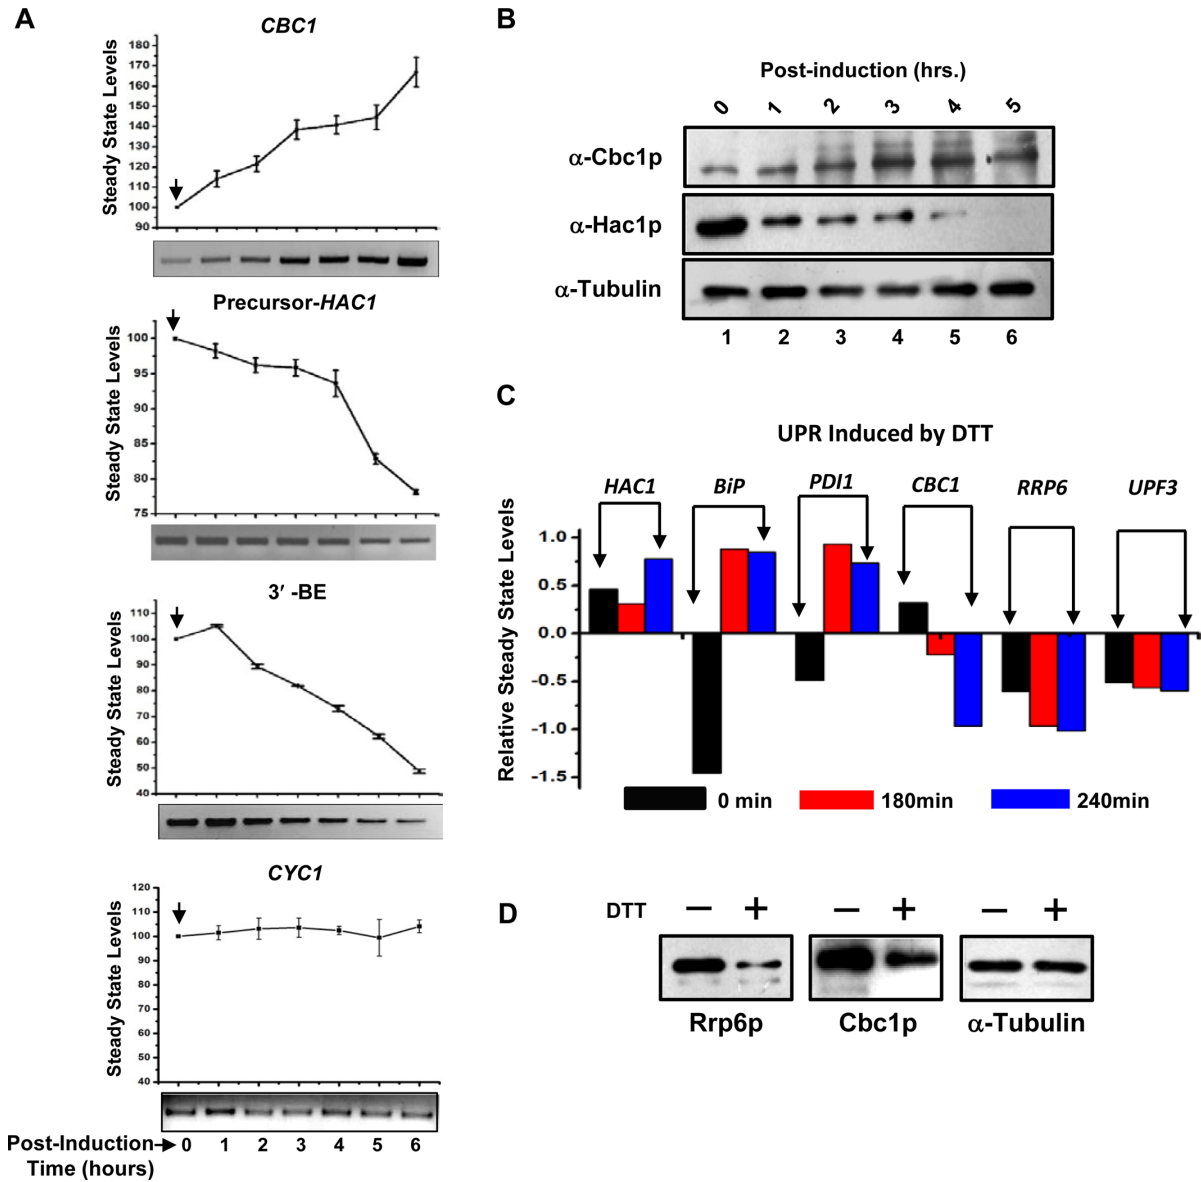 A
CBC1
Steady State Levels
180
170
160
150
140
130
120
110
100
90
Precursor-HAC1
Steady State Levels
100
95
90
85
80
75
3′ -BE
Steady State Levels
110
100
90
80
70
60
50
40
CYC1
Steady State Levels
120
110
100
90
80
70
60
50
40
Post-Induction
Time (hours)
0 1 2 3 4 5 6
B
Post-induction (hrs.)
0 1 2 3 4 5
α-Cbc1p
α-Hac1p
α-Tubulin
1 2 3 4 5 6
C
UPR Induced by DTT
HAC1 BiP PDI1 CBC1 RRP6 UPF3
Relative Steady State Levels
1.0
0.5
0.0
-0.5
-1.0
-1.5
0 min 180min 240min
D
DTT − + − + − +
Rrp6p Cbc1p α-Tubulin